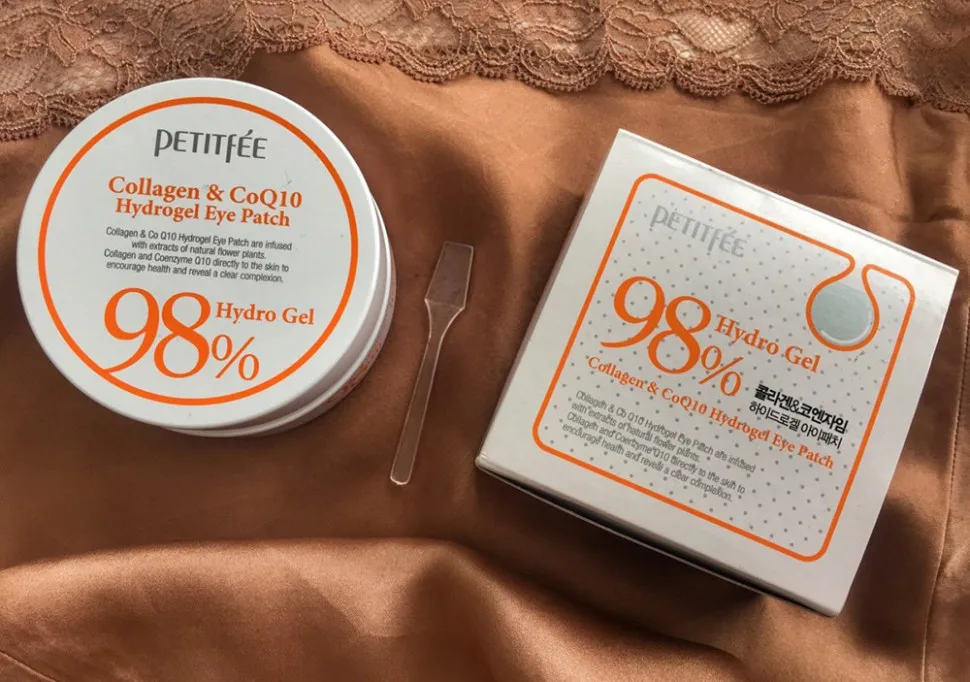 PETITFÉE
Collagen & CoQ10
Hydrogel Eye Patch
Collagen & Co Q10 Hydrogel Eye Patch are infused
with extracts of natural flower plants.
Collagen and Coenzyme Q10 directly to the skin to
encourage health and reveal a clear complexion.
98% Hydro Gel
PETITFÉE
98% Hydro Gel
Collagen & CoQ10 Hydrogel Eye Patch
콜라겐&코엔자임
하이드로겔 아이패치
Collagen & Co Q10 Hydrogel Eye Patch are infused
with extracts of natural flower plants.
Collagen and Coenzyme Q10 directly to the skin to
encourage health and reveal a clear complexion.